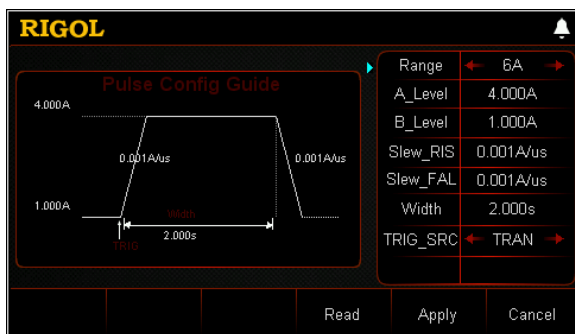 RIGOL
Pulse Config Guide
4.000A
0.001A/us
0.001A/us
1.000A
Width
2.000s
TRIG
Range 6A
A_Level 4.000A
B_Level 1.000A
Slew_RIS 0.001A/us
Slew_FAL 0.001A/us
Width 2.000s
TRIG_SRC TRAN
Read Apply Cancel